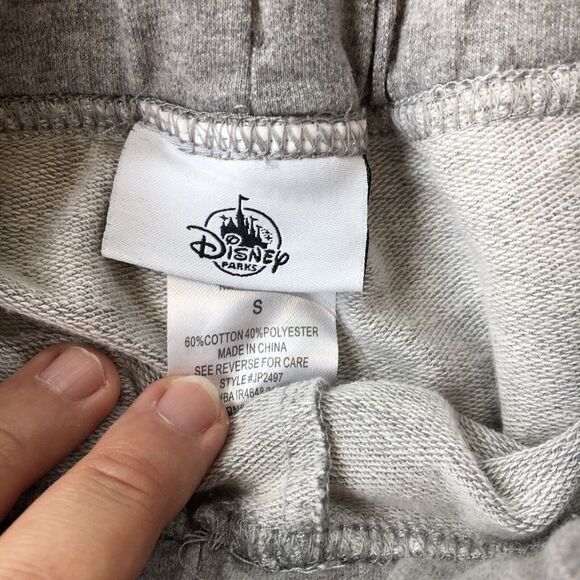 Disney
PARKS
S
60%COTTON 40%POLYESTER
MADE IN CHINA
SEE REVERSE FOR CARE
STYLE#JP2497